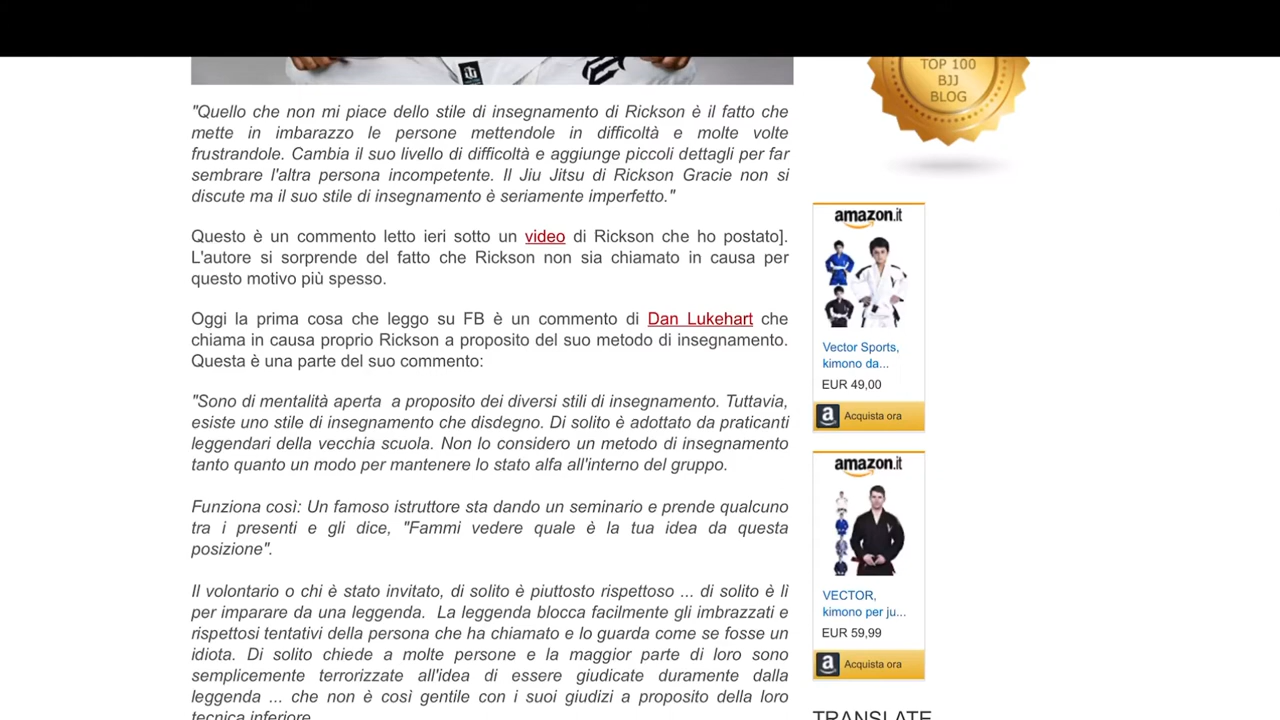 "Quello che non mi piace dello stile di insegnamento di Rickson è il fatto che
mette in imbarazzo le persone mettendole in difficoltà e molte volte
frustrandole. Cambia il suo livello di difficoltà e aggiunge piccoli dettagli per far
sembrare l'altra persona incompetente. Il Jiu Jitsu di Rickson Gracie non si
discute ma il suo stile di insegnamento è seriamente imperfetto."
Questo è un commento letto ieri sotto un video di Rickson che ho postato].
L'autore si sorprende del fatto che Rickson non sia chiamato in causa per
questo motivo più spesso.
Oggi la prima cosa che leggo su FB è un commento di Dan Lukehart che
chiama in causa proprio Rickson a proposito del suo metodo di insegnamento.
Questa è una parte del suo commento:
"Sono di mentalità aperta a proposito dei diversi stili di insegnamento. Tuttavia,
esiste uno stile di insegnamento che disdegno. Di solito è adottato da praticanti
leggendari della vecchia scuola. Non lo considero un metodo di insegnamento
tanto quanto un modo per mantenere lo stato alfa all'interno del gruppo.
Funziona così: Un famoso istruttore sta dando un seminario e prende qualcuno
tra i presenti e gli dice, "Fammi vedere quale è la tua idea da questa
posizione".
Il volontario o chi è stato invitato, di solito è piuttosto rispettoso ... di solito è lì
per imparare da una leggenda. La leggenda blocca facilmente gli imbrazzati e
rispettosi tentativi della persona che ha chiamato e lo guarda come se fosse un
idiota. Di solito chiede a molte persone e la maggior parte di loro sono
semplicemente terrorizzate all'idea di essere giudicate duramente dalla
leggenda ... che non è così gentile con i suoi giudizi a proposito della loro
tecnica inferiore.
TOP 100
BJJ
BLOG
amazon.it
Vector Sports,
kimono da...
EUR 49,00
Acquista ora
amazon.it
VECTOR,
kimono per ju...
EUR 59,99
Acquista ora
TRANSLATE